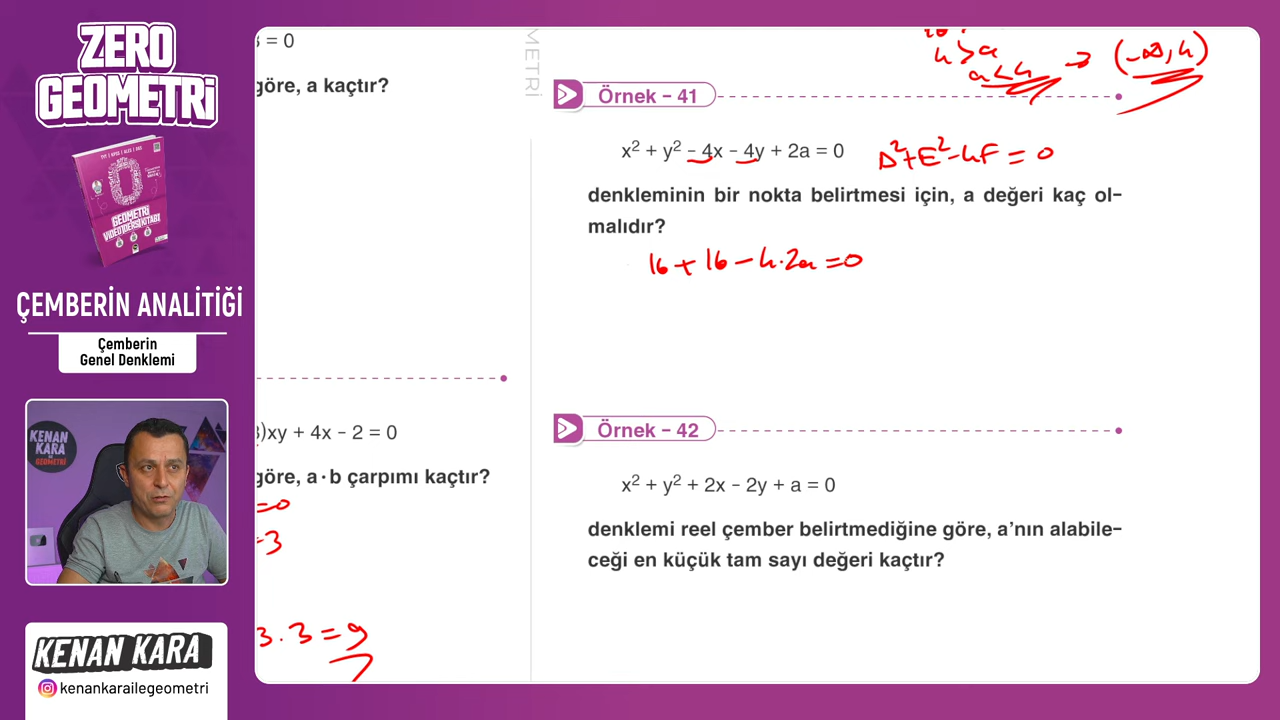 ZERO
GEOMETRİ
GEOMETRİ
VİDEO DERS KİTABI
ÇEMBERİN ANALİTİĞİ
Çemberin
Genel Denklemi
KENAN
KARA
GEOMETRİ
KENAN KARA
kenankarailegeometri
= 0
göre, a kaçtır?
3)xy + 4x − 2 = 0
göre, a · b çarpımı kaçtır?
=0
3
3 . 3 = 9
METRİ
4 > a
a < 4 → (-∞, 4)
Örnek − 41
x² + y² − 4x − 4y + 2a = 0
D² + E² − 4F = 0
denkleminin bir nokta belirtmesi için, a değeri kaç ol−
malıdır?
16 + 16 − 4 · 2a = 0
Örnek − 42
x² + y² + 2x − 2y + a = 0
denklemi reel çember belirtmediğine göre, a’nın alabile−
ceği en küçük tam sayı değeri kaçtır?